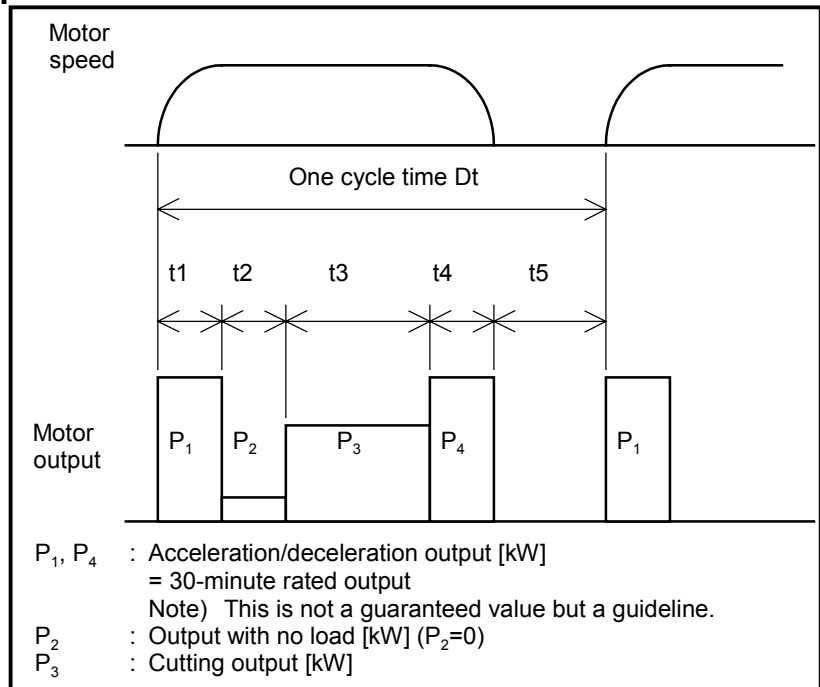 Motor
speed
One cycle time Dt
t1 t2 t3 t4 t5
Motor
output
P₁ P₂ P₃ P₄ P₁
P₁, P₄ : Acceleration/deceleration output [kW]
= 30-minute rated output
Note) This is not a guaranteed value but a guideline.
P₂ : Output with no load [kW] (P₂=0)
P₃ : Cutting output [kW]